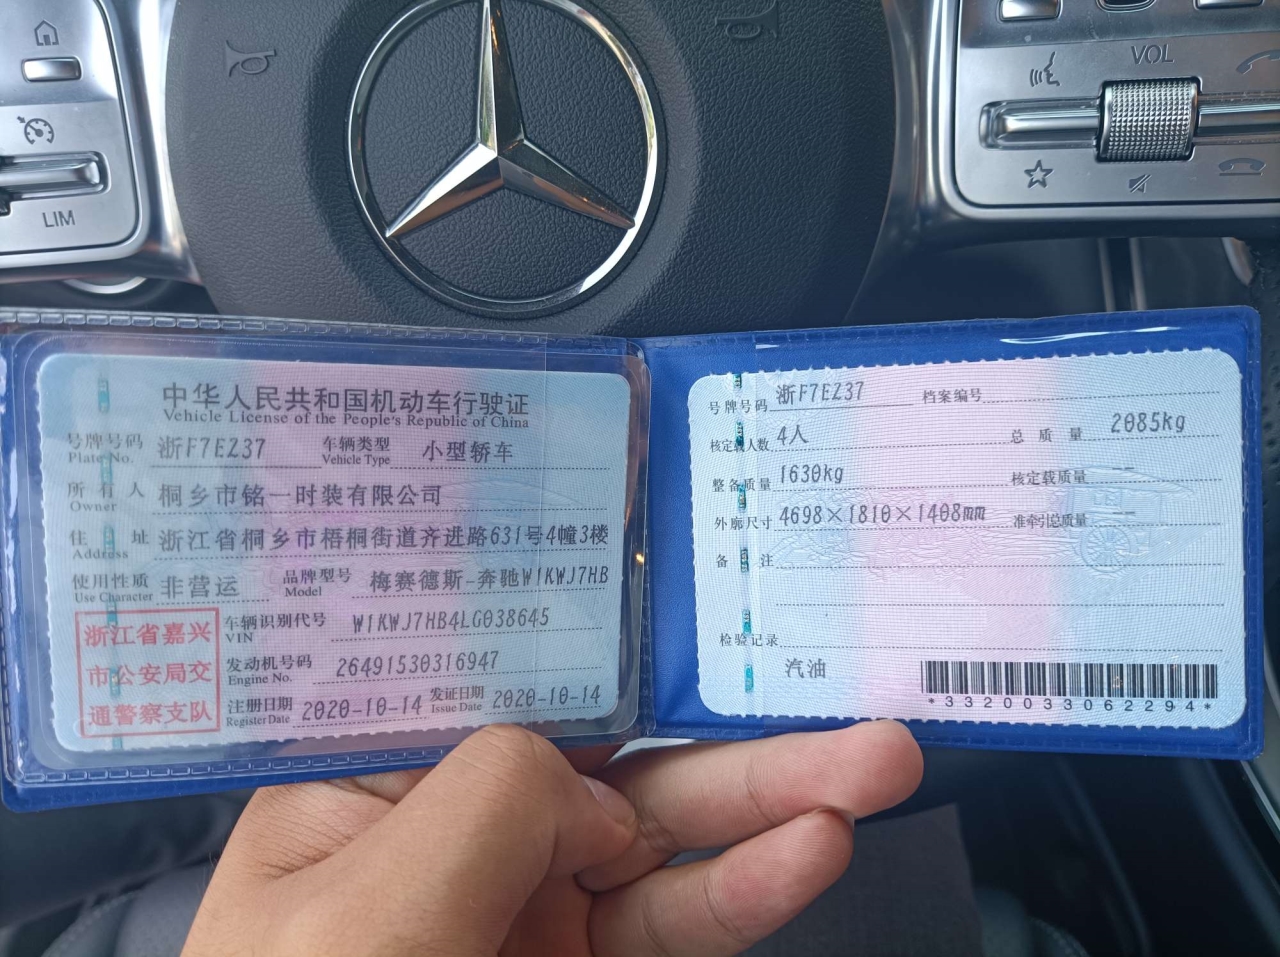 VOL
LIM
中华人民共和国机动车行驶证
Vehicle License of the People's Republic of China
号牌号码 浙F7EZ37 车辆类型 小型轿车
Plate No. Vehicle Type
所有人 桐乡市铭一时装有限公司
Owner
住址 浙江省桐乡市梧桐街道齐进路631号4幢3楼
Address
使用性质 非营运 品牌型号 梅赛德斯-奔驰W1KWJ7HB
Use Character Model
浙江省嘉兴
市公安局交
通警察支队
车辆识别代号 W1KWJ7HB4LG038645
VIN
发动机号码 26491530316947
Engine No.
注册日期 2020-10-14 发证日期 2020-10-14
Register Date Issue Date
号牌号码 浙F7EZ37 档案编号
核定载人数 4人 总质量 2085kg
整备质量 1630kg 核定载质量 --
外廓尺寸 4698×1810×1408mm 准牵引总质量 --
备注
检验记录
汽油
*3320033062294*